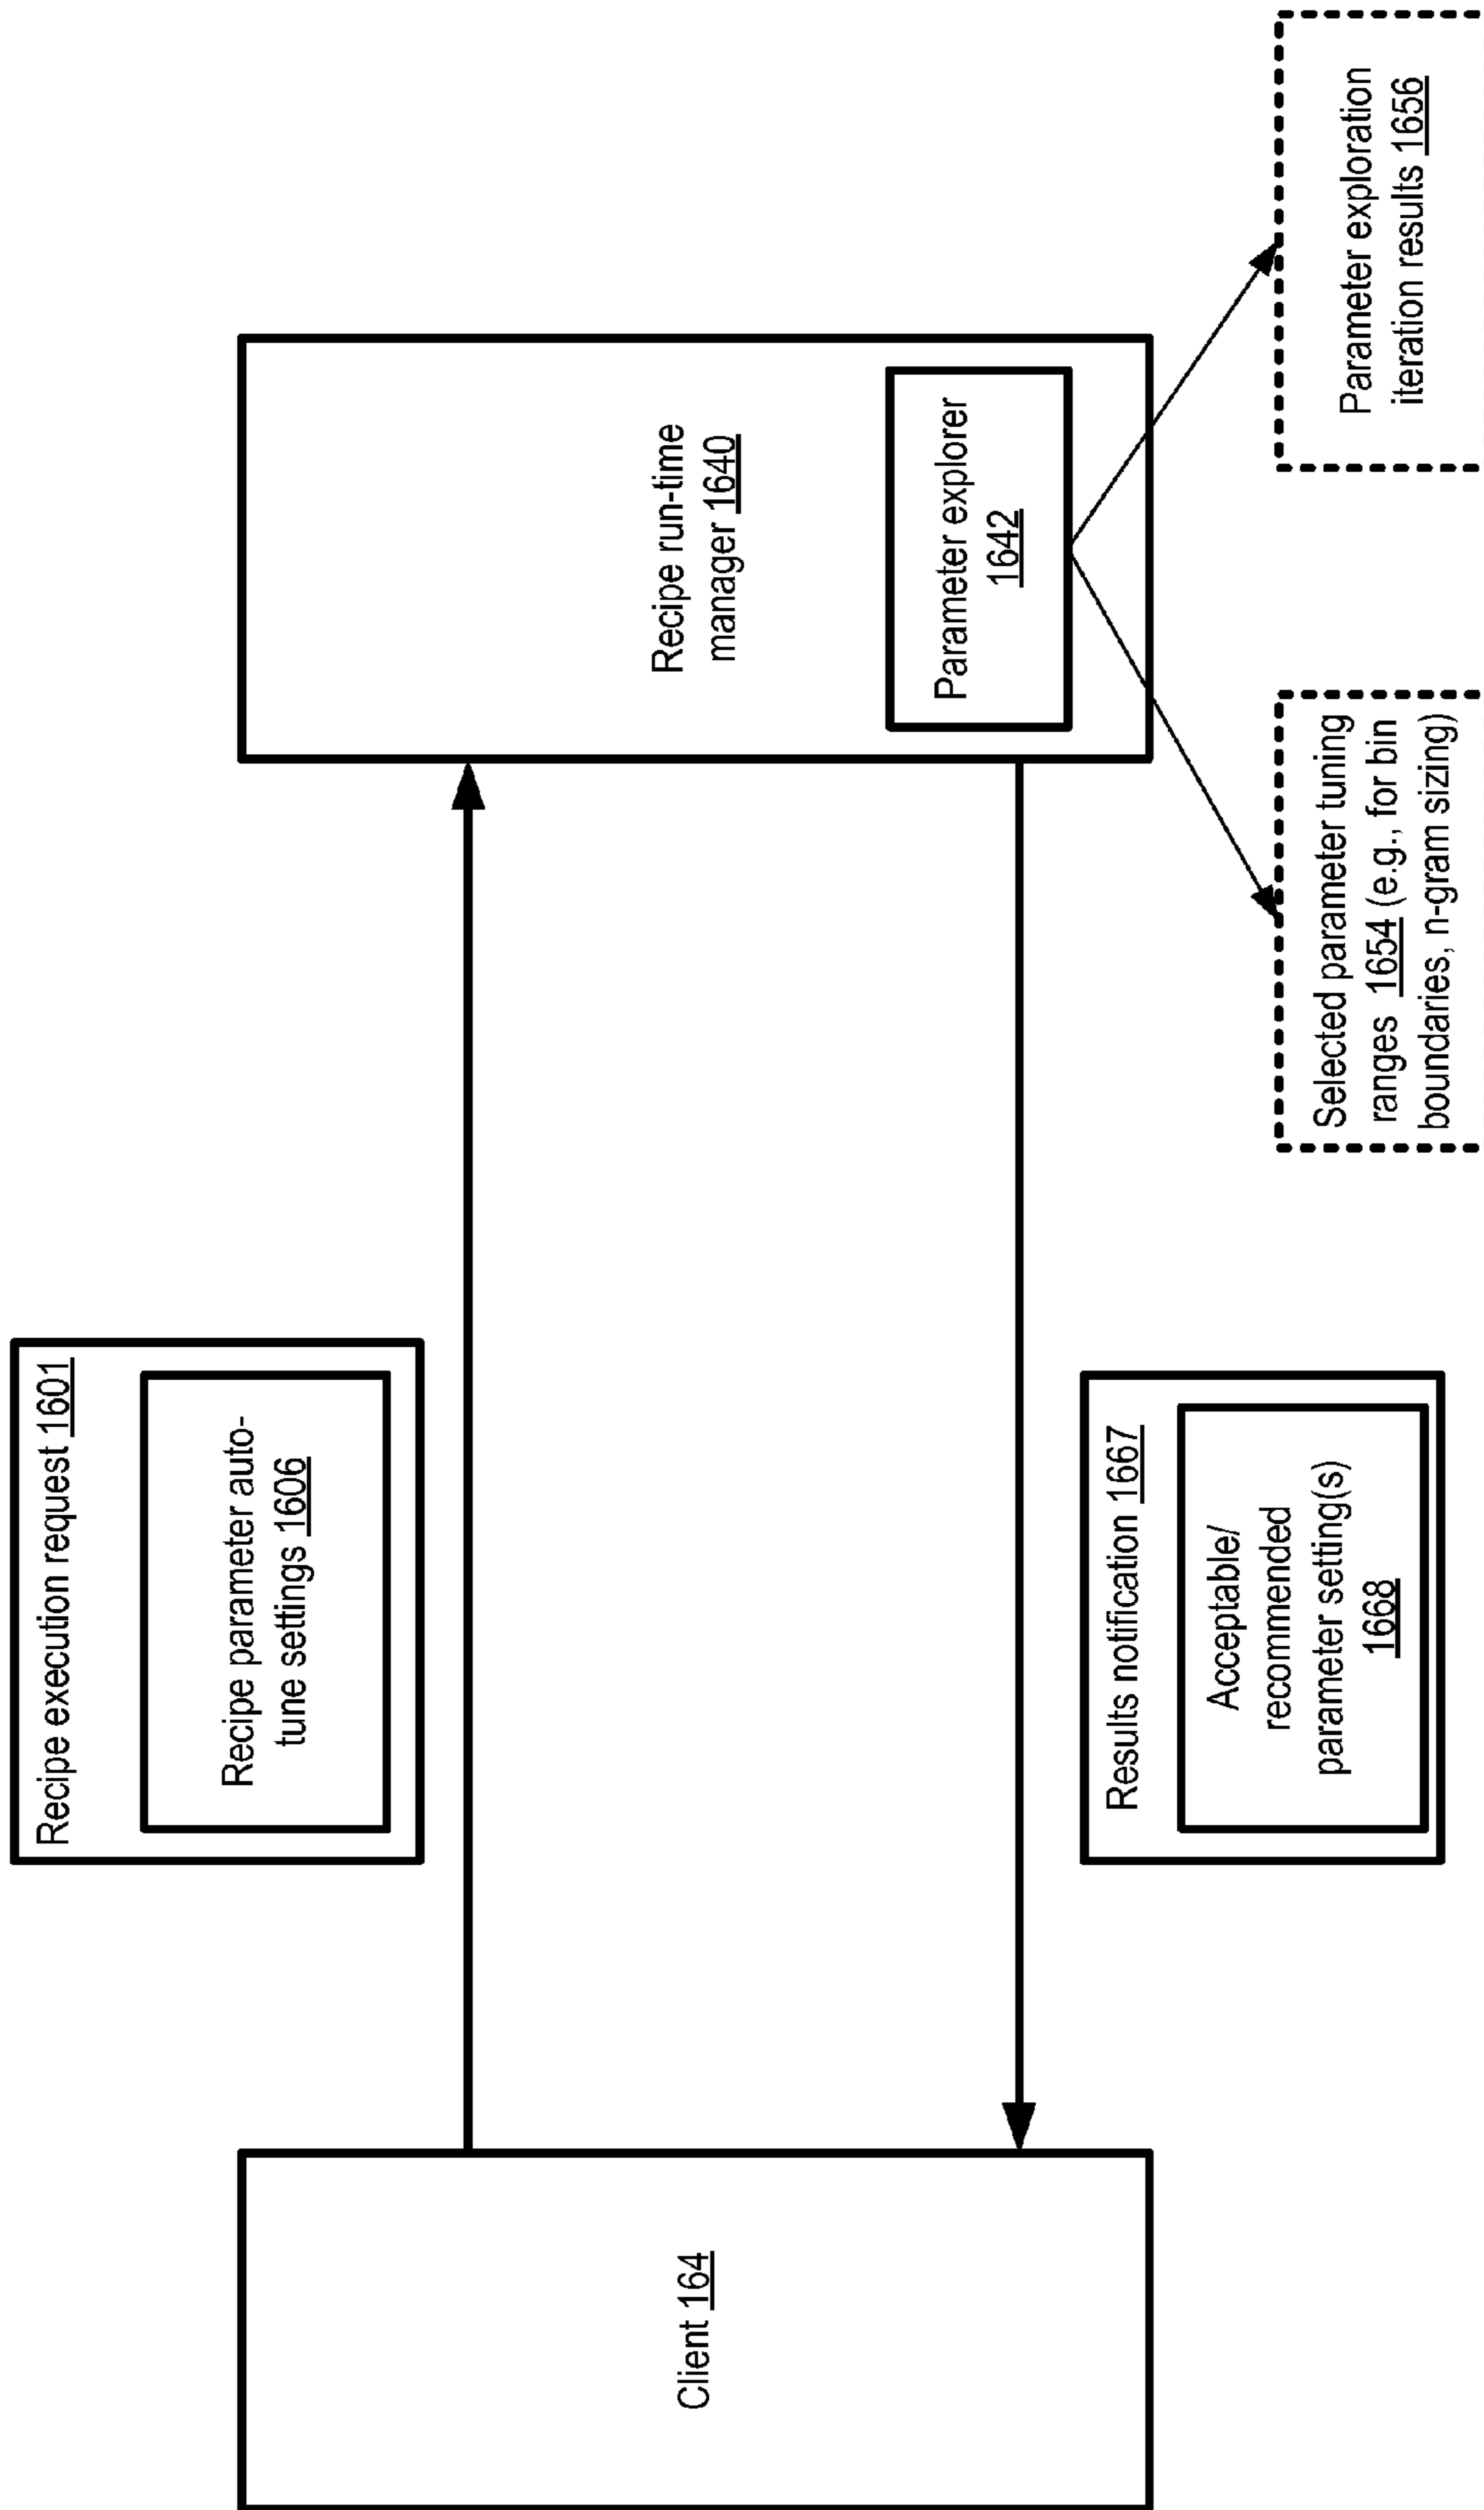 Recipe execution request 1601
Recipe parameter auto-
tune settings 1606
Client 164
Recipe run-time
manager 1640
Parameter explorer
1642
Results notification 1667
Acceptable/
recommended
parameter setting(s)
1668
Selected parameter tuning
ranges 1654 (e.g., for bin
boundaries, n-gram sizing)
Parameter exploration
iteration results 1656